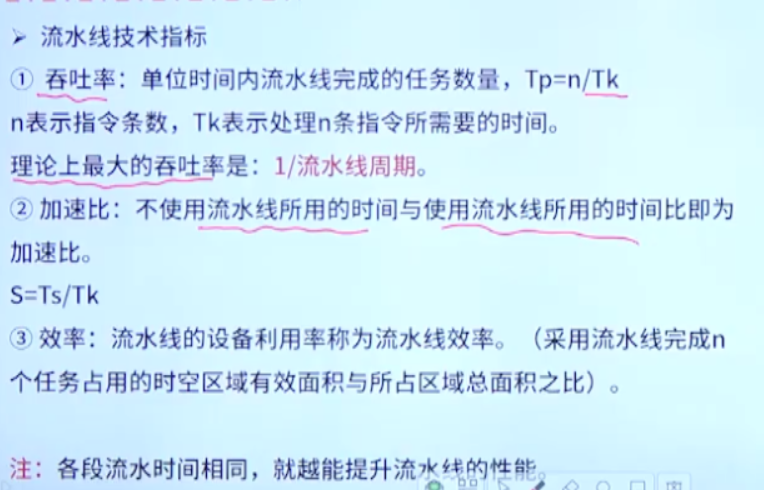 ➢ 流水线技术指标
① 吞吐率：单位时间内流水线完成的任务数量，Tp=n/Tk
n表示指令条数，Tk表示处理n条指令所需要的时间。
理论上最大的吞吐率是：1/流水线周期。
② 加速比：不使用流水线所用的时间与使用流水线所用的时间比即为
加速比。
S=Ts/Tk
③ 效率：流水线的设备利用率称为流水线效率。（采用流水线完成n
个任务占用的时空区域有效面积与所占区域总面积之比）。
注：各段流水时间相同，就越能提升流水线的性能。